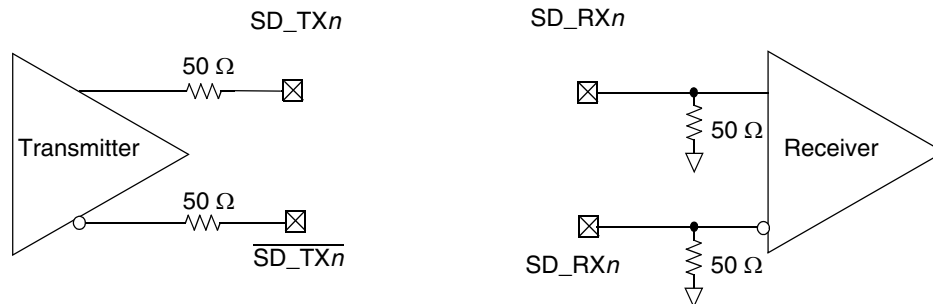 SD_TXn
SD_RXn
50 Ω
50 Ω
Transmitter
Receiver
50 Ω
SD_TXn
SD_RXn
50 Ω